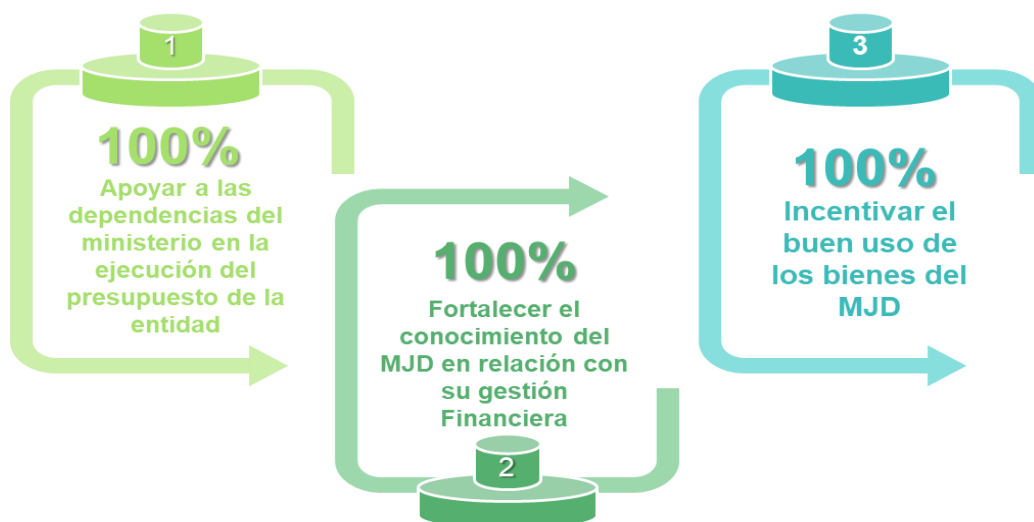 1
100%
Apoyar a las
dependencias del
ministerio en la
ejecución del
presupuesto de la
entidad
100%
Fortalecer el
conocimiento del
MJD en relación con
su gestión
Financiera
2
3
100%
Incentivar el
buen uso de
los bienes del
MJD